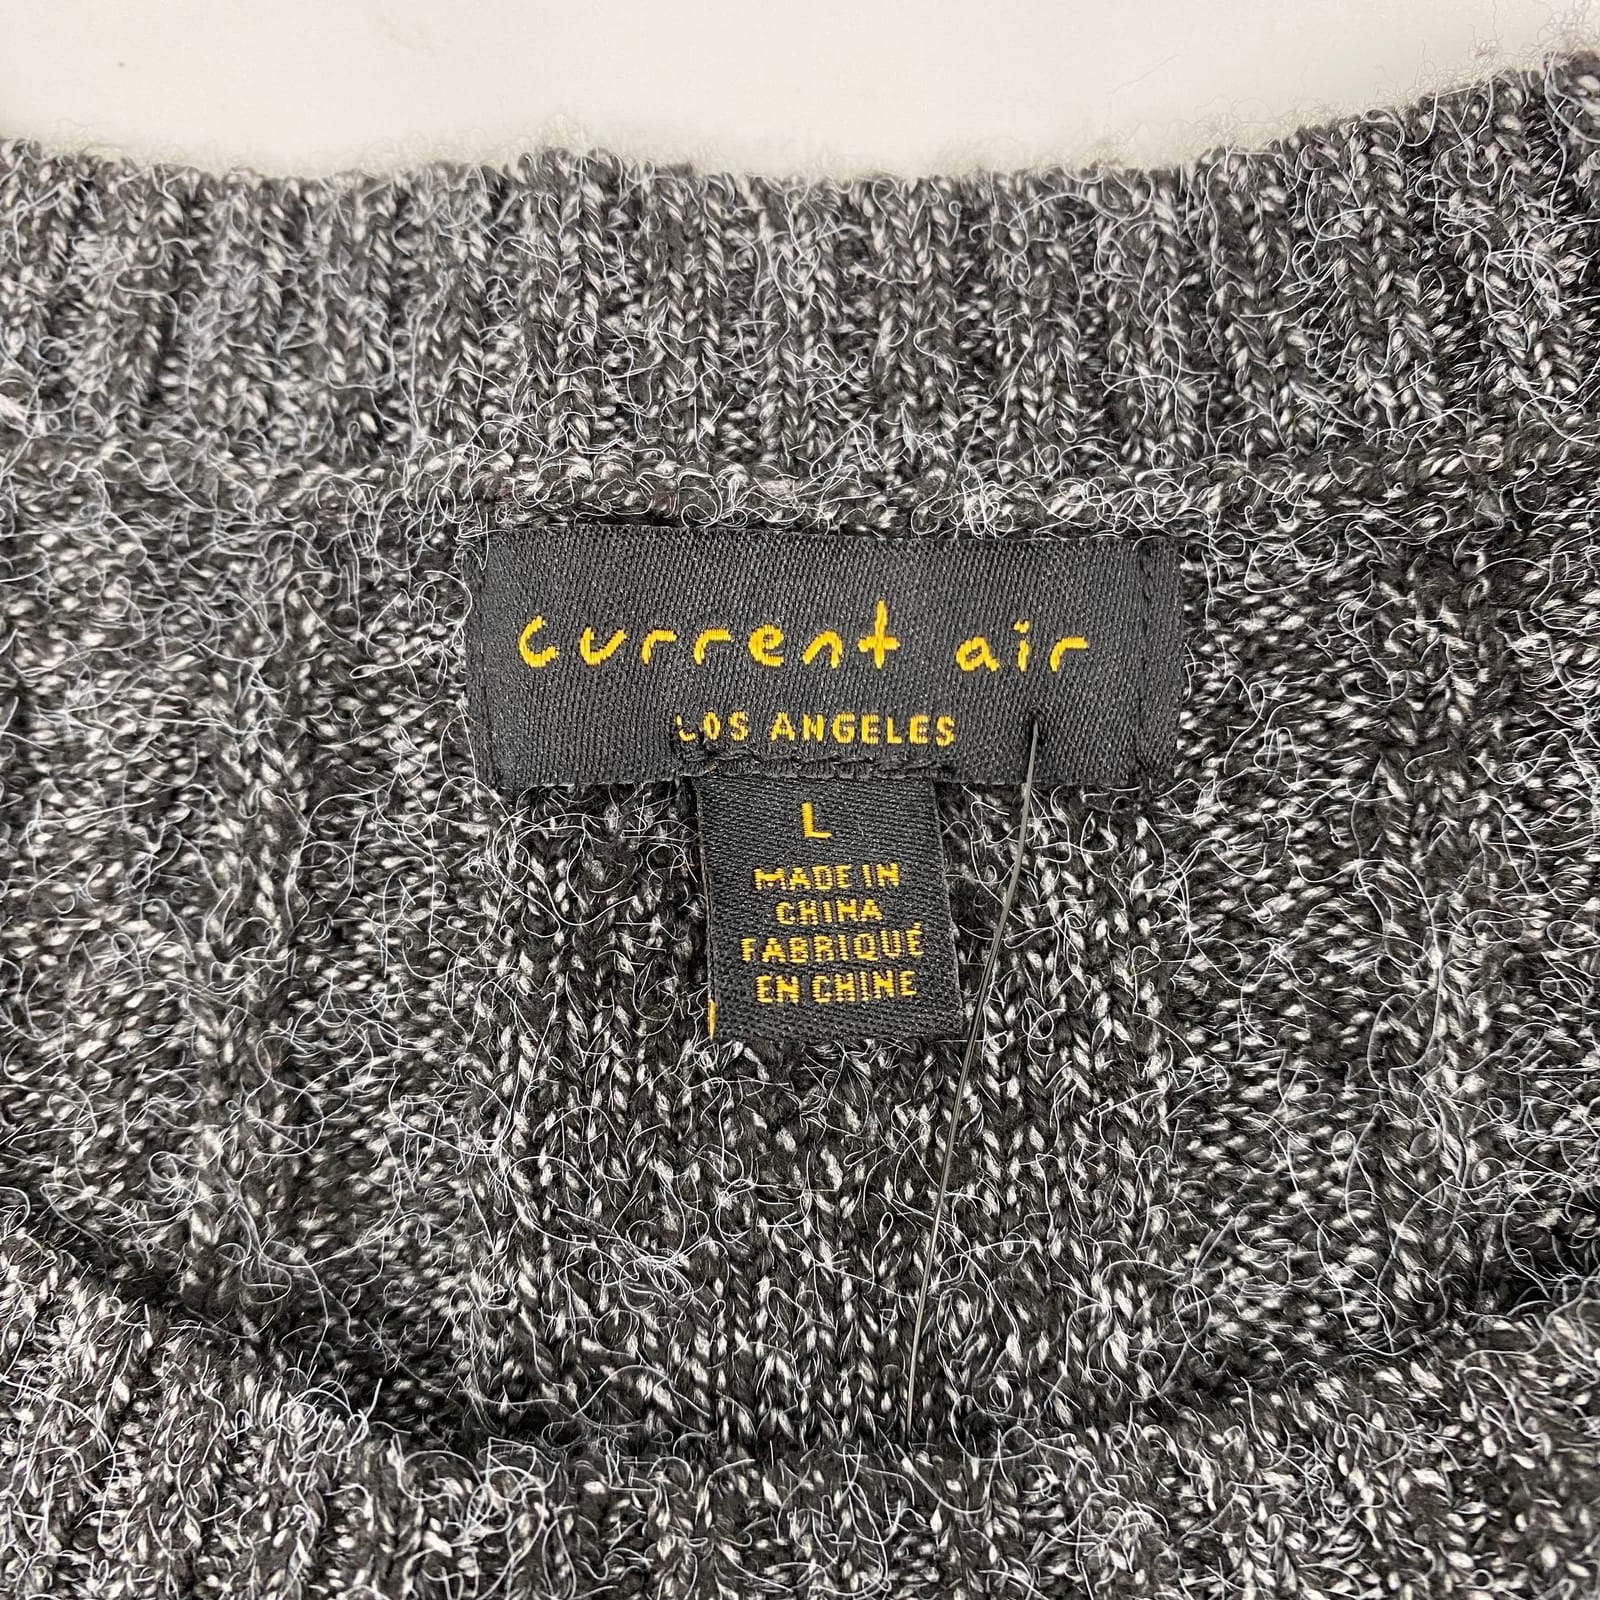 current air
LOS ANGELES
L
MADE IN
CHINA
FABRIQUÉ
EN CHINE